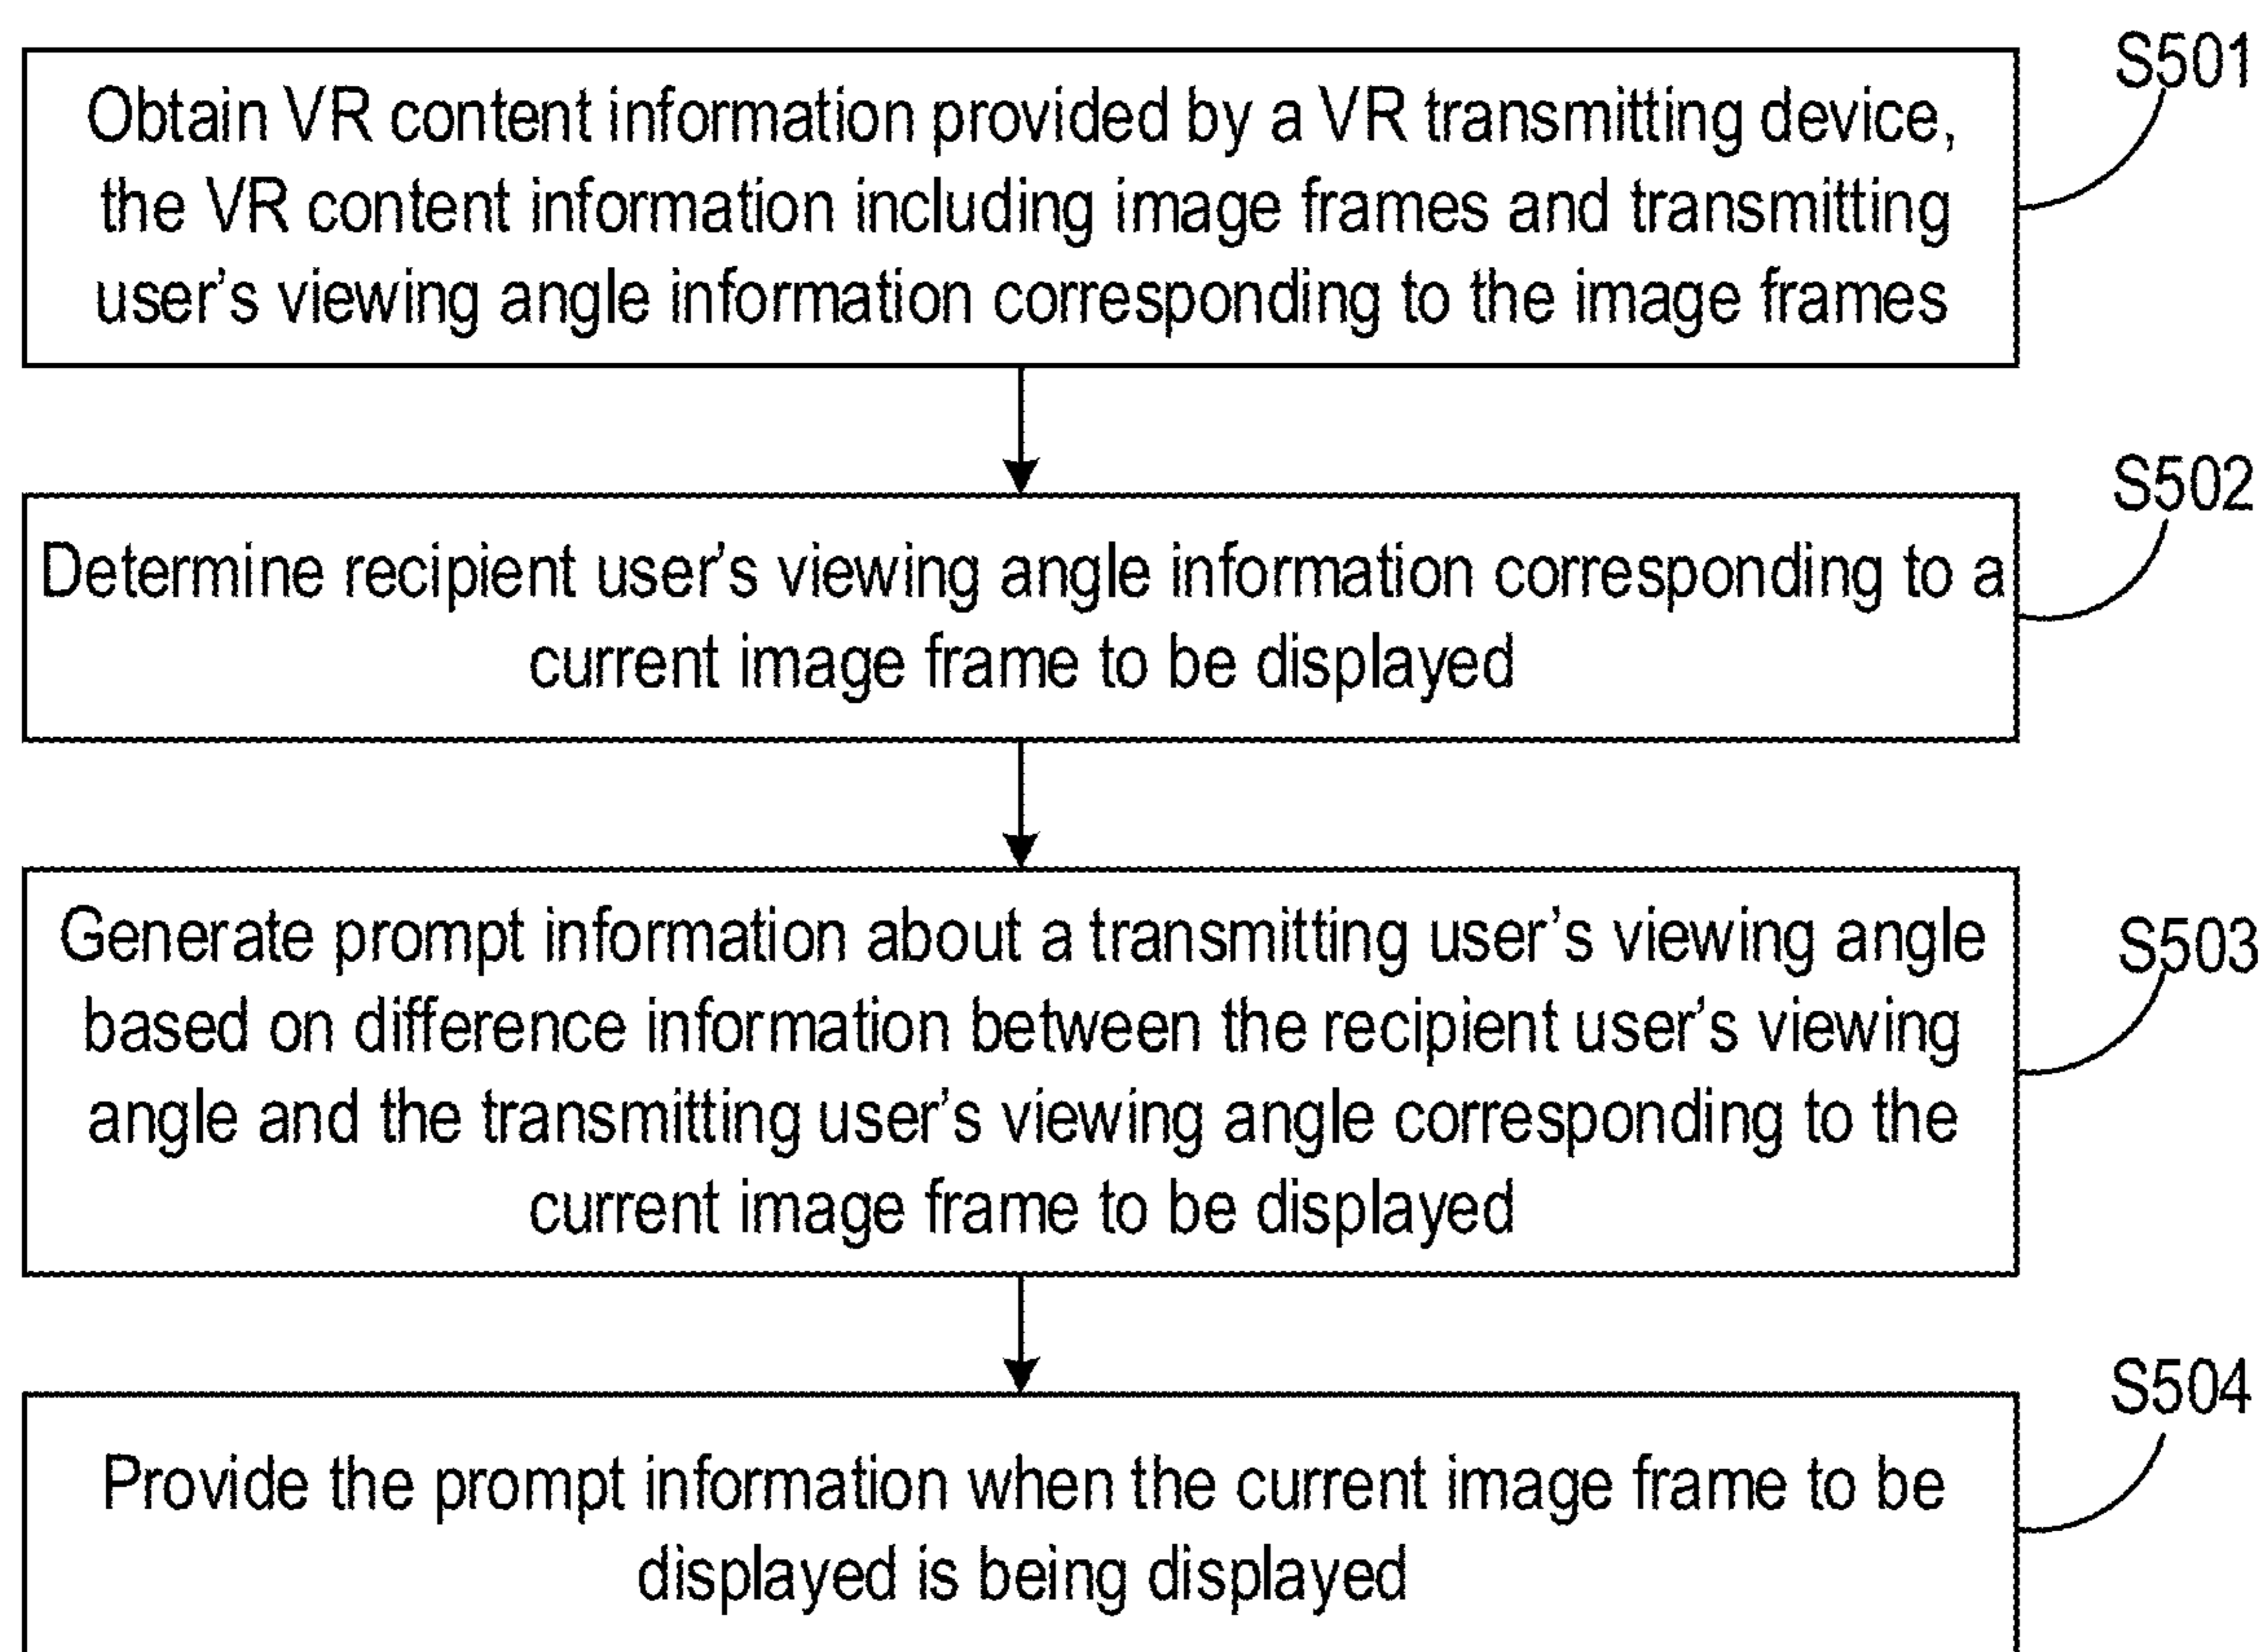 S501
Obtain VR content information provided by a VR transmitting device,
the VR content information including image frames and transmitting
user's viewing angle information corresponding to the image frames
S502
Determine recipient user's viewing angle information corresponding to a
current image frame to be displayed
S503
Generate prompt information about a transmitting user's viewing angle
based on difference information between the recipient user's viewing
angle and the transmitting user's viewing angle corresponding to the
current image frame to be displayed
S504
Provide the prompt information when the current image frame to be
displayed is being displayed